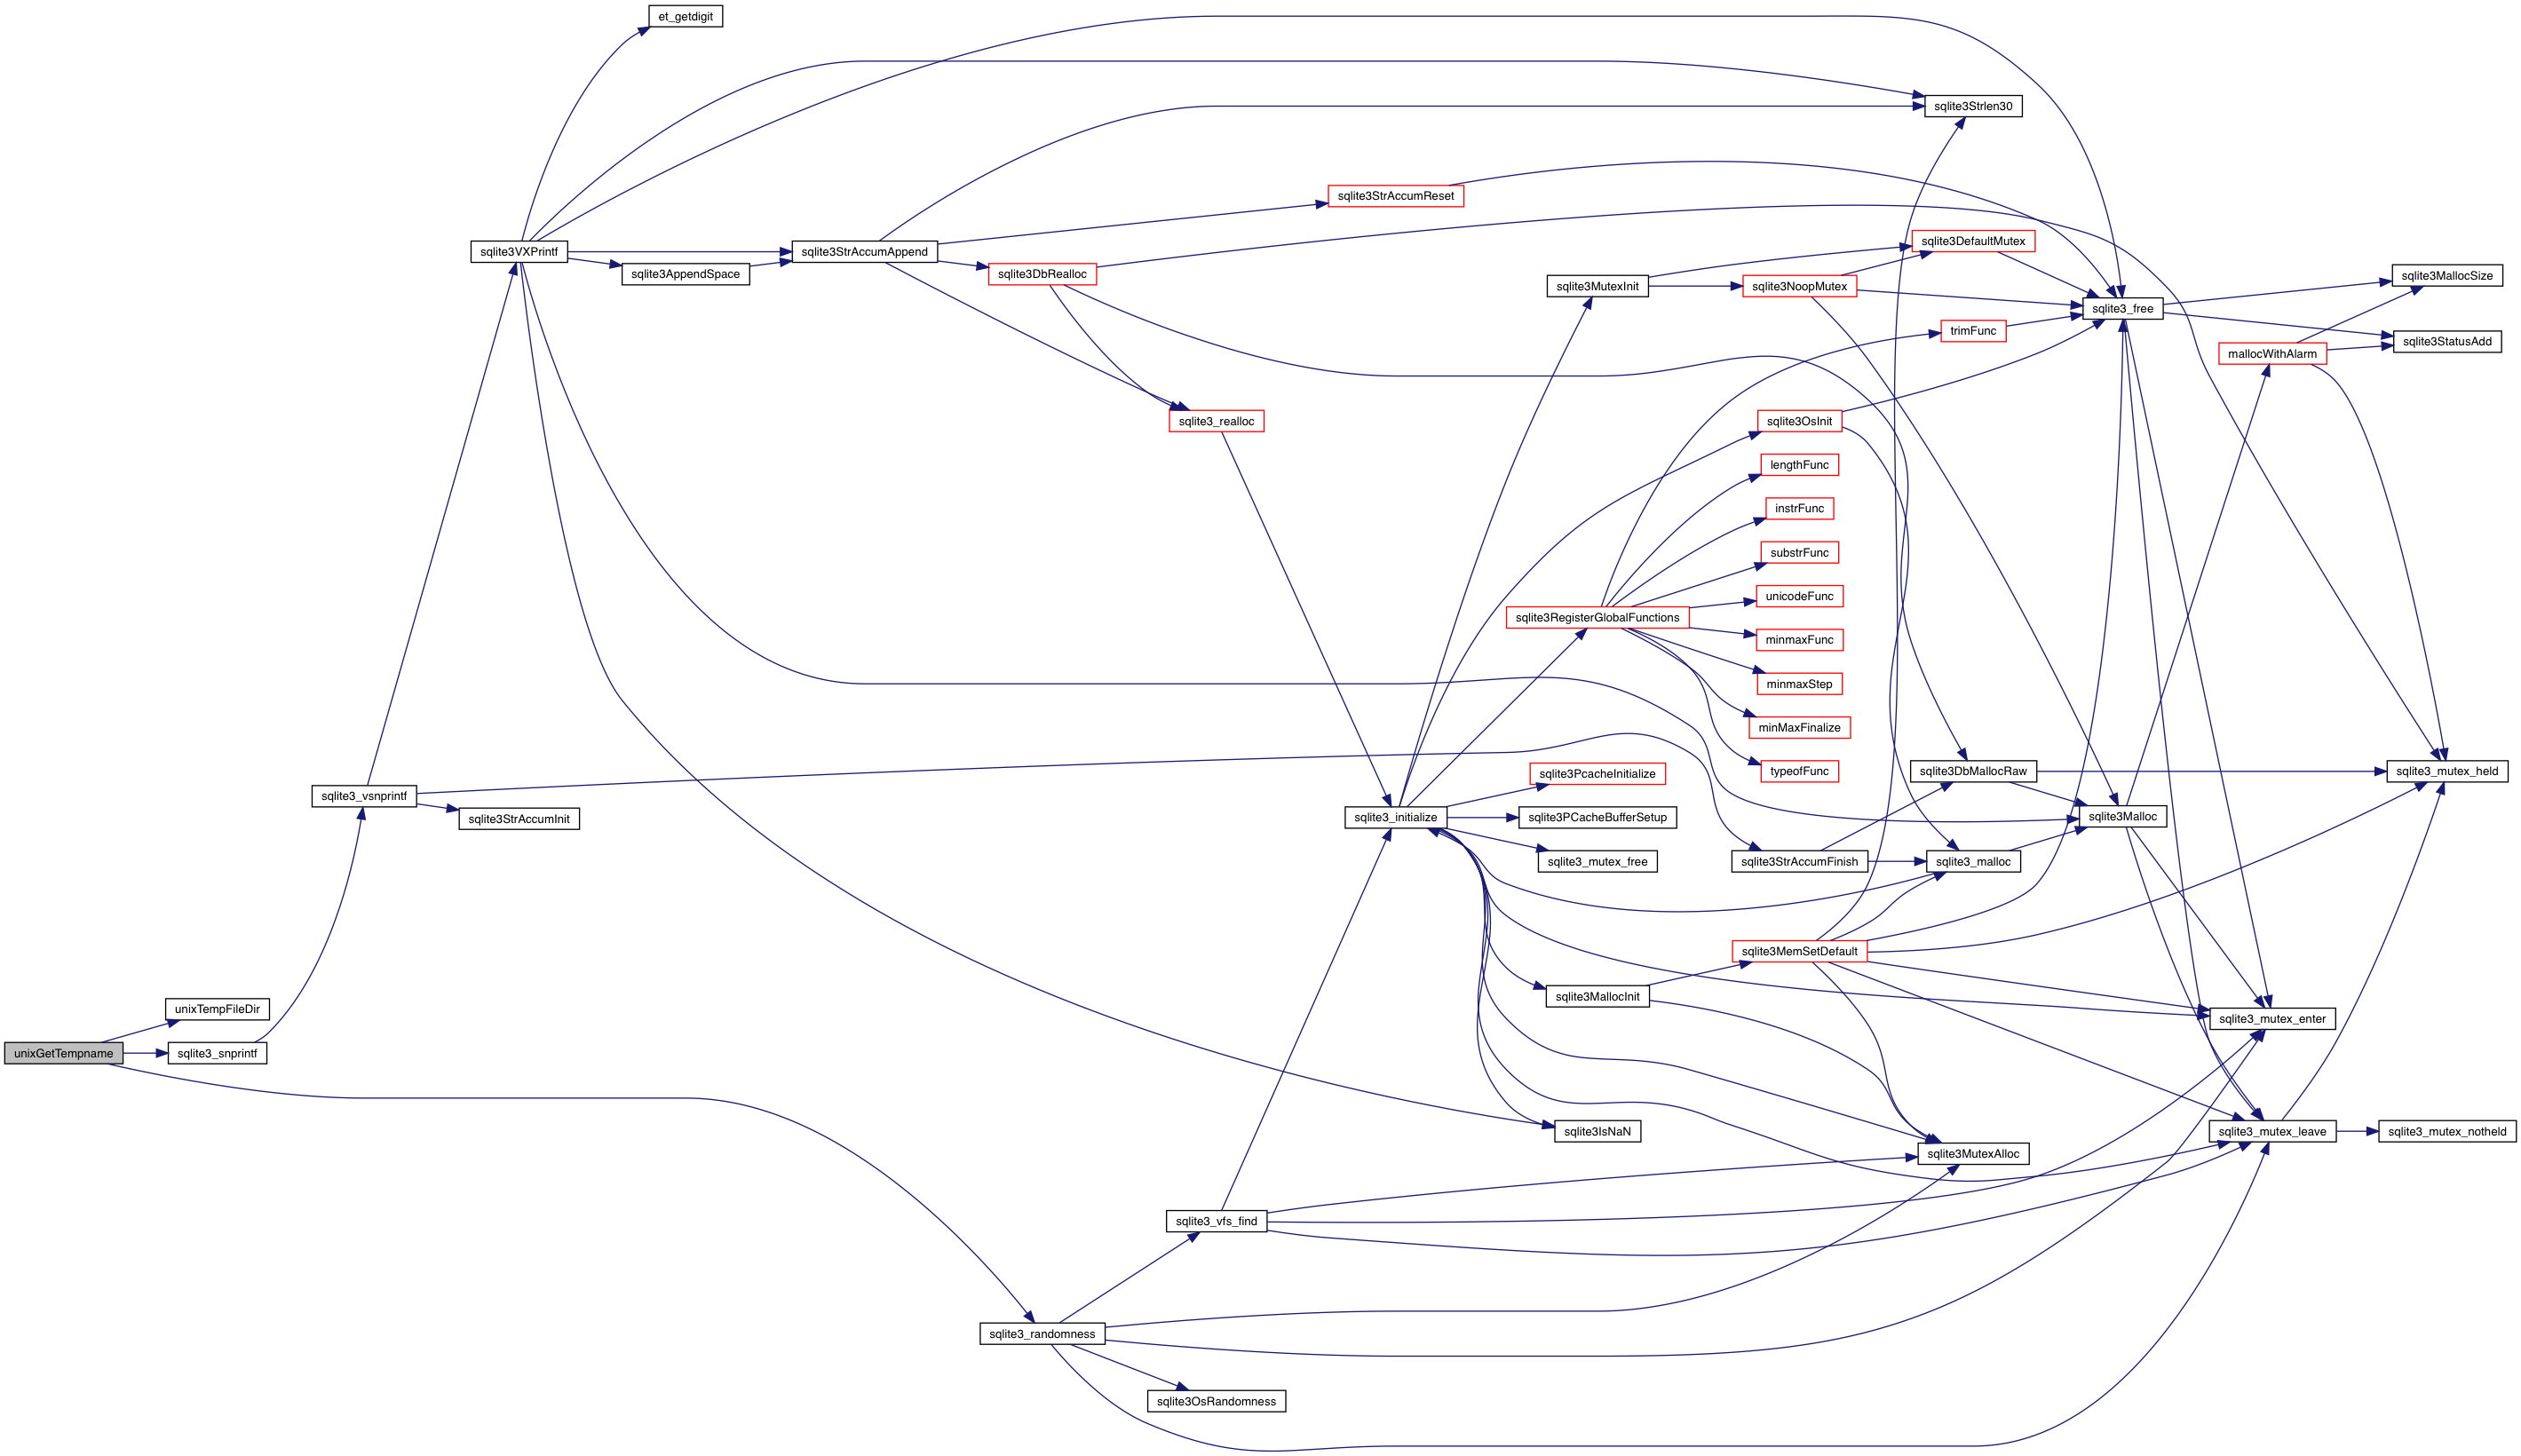 et_getdigit
sqlite3Strlen30
sqlite3StrAccumReset
sqlite3DefaultMutex
sqlite3VXPrintf
sqlite3StrAccumAppend
sqlite3AppendSpace
sqlite3DbRealloc
sqlite3MutexInit
sqlite3NoopMutex
sqlite3MallocSize
sqlite3_free
trimFunc
sqlite3StatusAdd
mallocWithAlarm
sqlite3_realloc
sqlite3OsInit
lengthFunc
instrFunc
substrFunc
unicodeFunc
sqlite3RegisterGlobalFunctions
minmaxFunc
minmaxStep
minMaxFinalize
typeofFunc
sqlite3PcacheInitialize
sqlite3DbMallocRaw
sqlite3_mutex_held
sqlite3_vsnprintf
sqlite3StrAccumInit
sqlite3_initialize
sqlite3PCacheBufferSetup
sqlite3Malloc
sqlite3_mutex_free
sqlite3StrAccumFinish
sqlite3_malloc
sqlite3MemSetDefault
sqlite3MallocInit
unixTempFileDir
sqlite3_mutex_enter
unixGetTempname
sqlite3_snprintf
sqlite3IsNaN
sqlite3_mutex_leave
sqlite3_mutex_notheld
sqlite3MutexAlloc
sqlite3_vfs_find
sqlite3_randomness
sqlite3OsRandomness